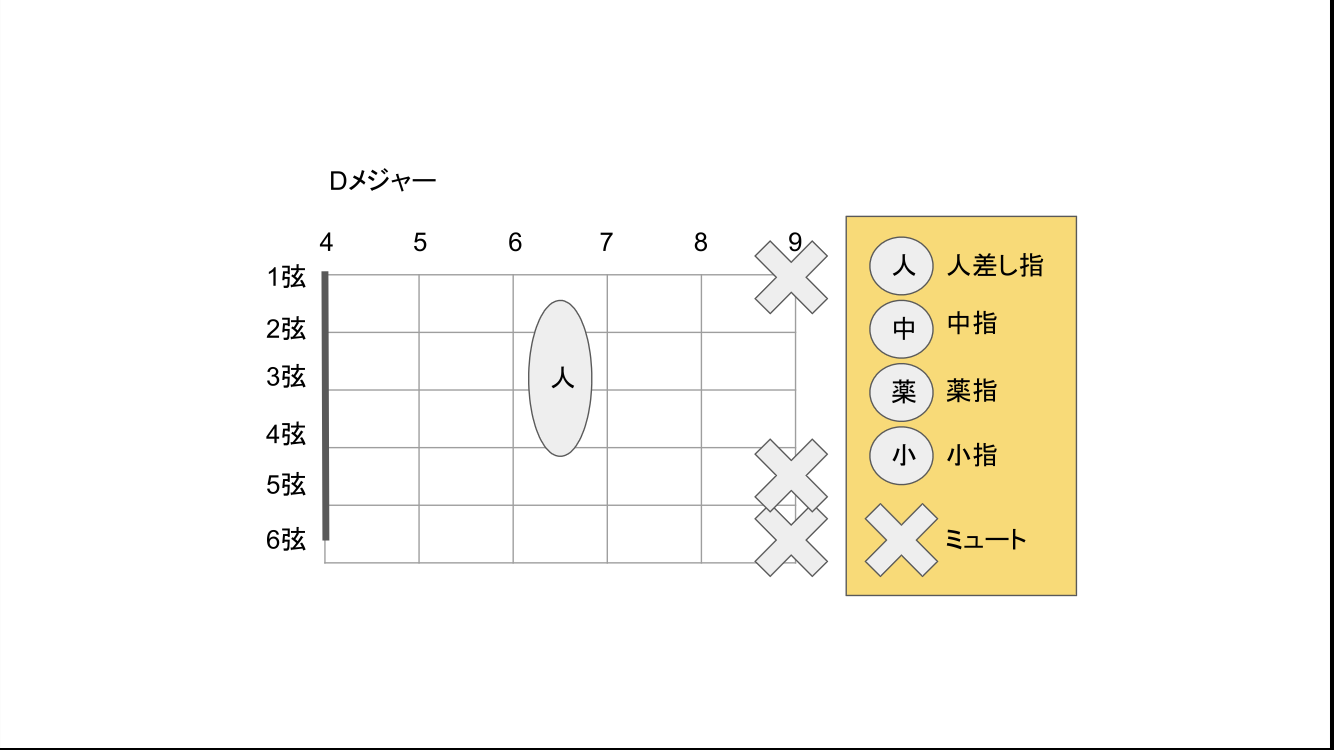 Dメジャー
4 5 6 7 8 9
1弦
2弦
3弦
4弦
5弦
6弦
人
人 人差し指
中 中指
薬 薬指
小 小指
ミュート